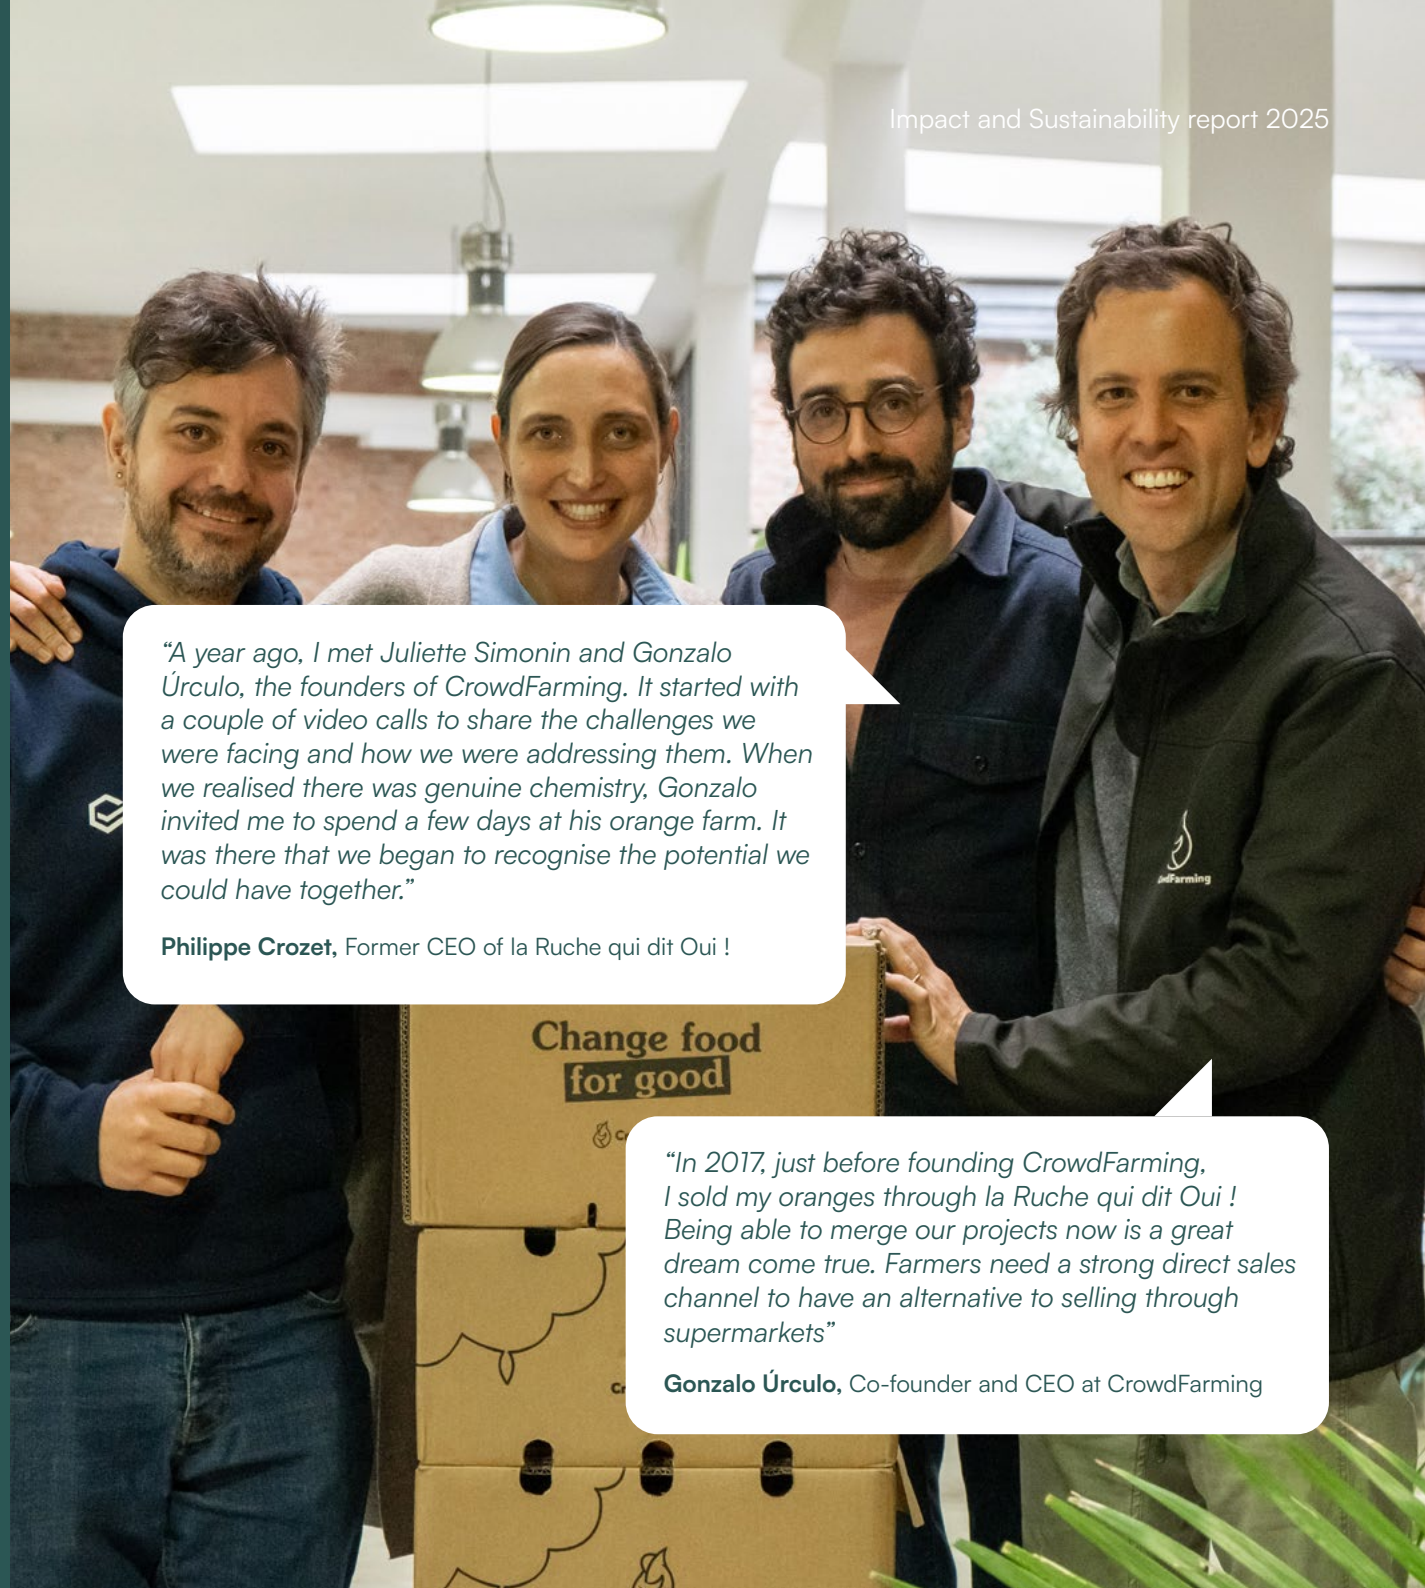 Impact and Sustainability report 2025
“A year ago, I met Juliette Simonin and Gonzalo
Úrculo, the founders of CrowdFarming. It started with
a couple of video calls to share the challenges we
were facing and how we were addressing them. When
we realised there was genuine chemistry, Gonzalo
invited me to spend a few days at his orange farm. It
was there that we began to recognise the potential we
could have together.”
Philippe Crozet, Former CEO of la Ruche qui dit Oui !
dFarming
Change food
for good
“In 2017, just before founding CrowdFarming,
I sold my oranges through la Ruche qui dit Oui !
Being able to merge our projects now is a great
dream come true. Farmers need a strong direct sales
channel to have an alternative to selling through
supermarkets”
Gonzalo Úrculo, Co-founder and CEO at CrowdFarming